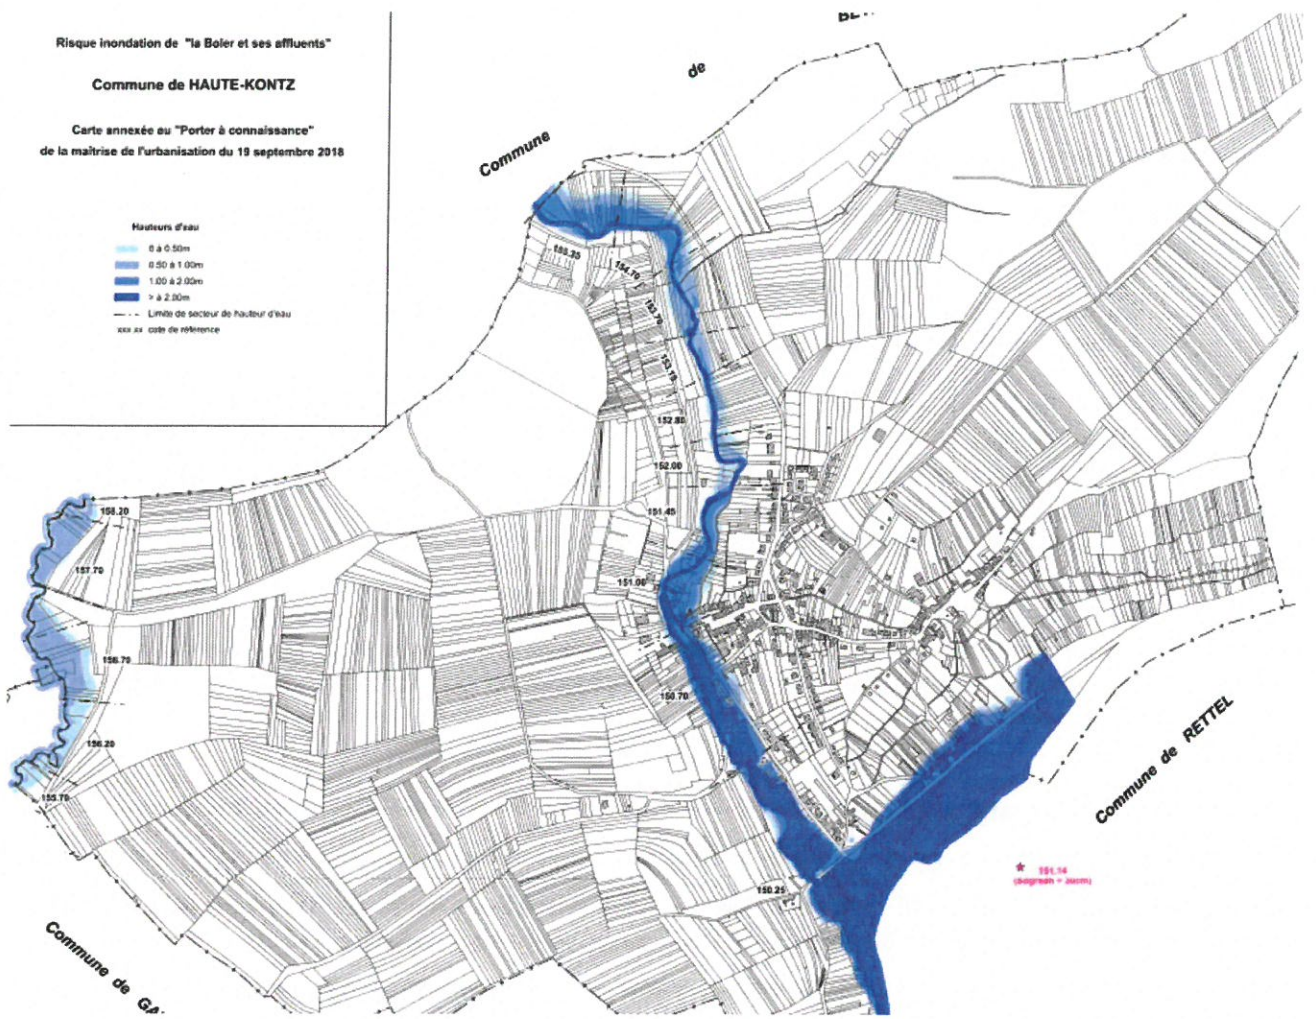 Risque inondation de "la Boler et ses affluents"
Commune de HAUTE-KONTZ
Carte annexée au "Porter à connaissance"
de la maîtrise de l'urbanisation du 19 septembre 2018
Hauteurs d'eau
0 à 0.50m
0.50 à 1.00m
1.00 à 2.00m
> à 2.00m
Limite de secteur de hauteur d'eau
xxx.xx cote de référence
Commune de
155.35
154.70
153.70
153.15
152.80
152.00
151.45
151.00
150.70
150.25
158.20
157.70
156.70
156.20
155.70
Commune de RETTEL
151.14
Commune de GA